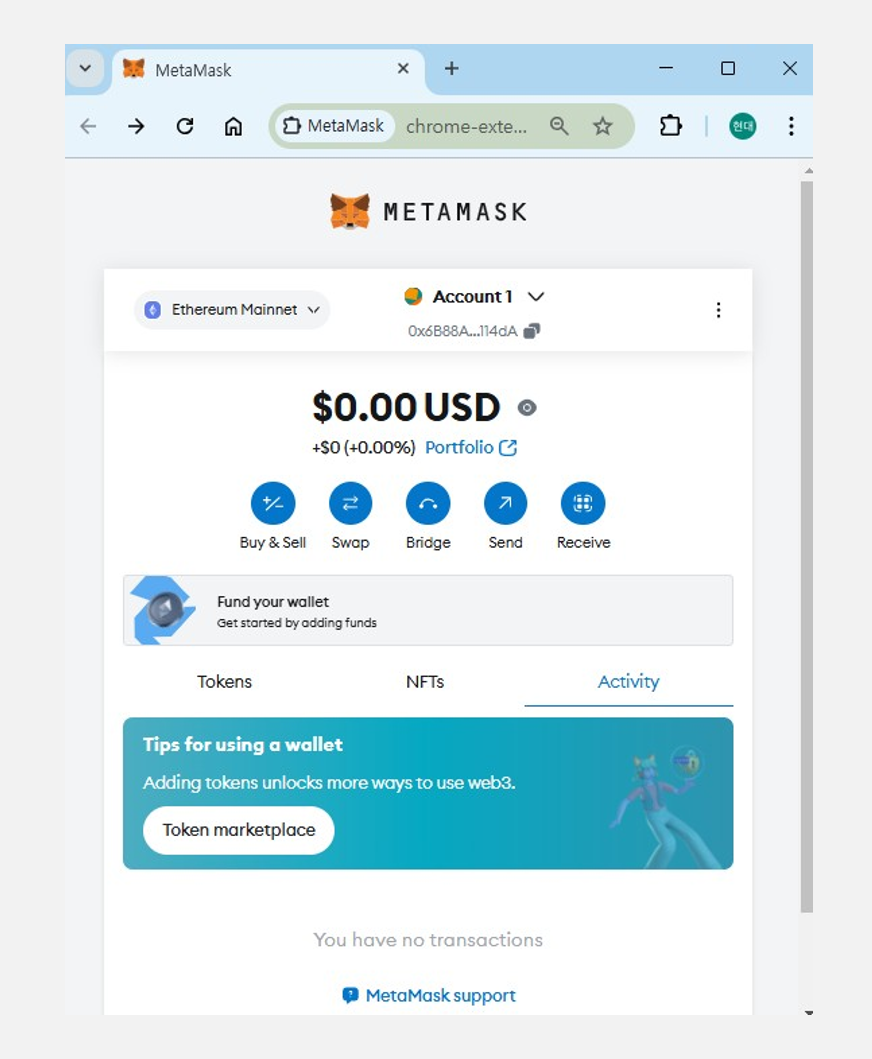 MetaMask
MetaMask chrome-exte... 현대
METAMASK
Ethereum Mainnet
Account 1
0x6B88A...114dA
$0.00 USD
+$0 (+0.00%) Portfolio
Buy & Sell Swap Bridge Send Receive
Fund your wallet
Get started by adding funds
Tokens NFTs Activity
Tips for using a wallet
Adding tokens unlocks more ways to use web3.
Token marketplace
You have no transactions
MetaMask support